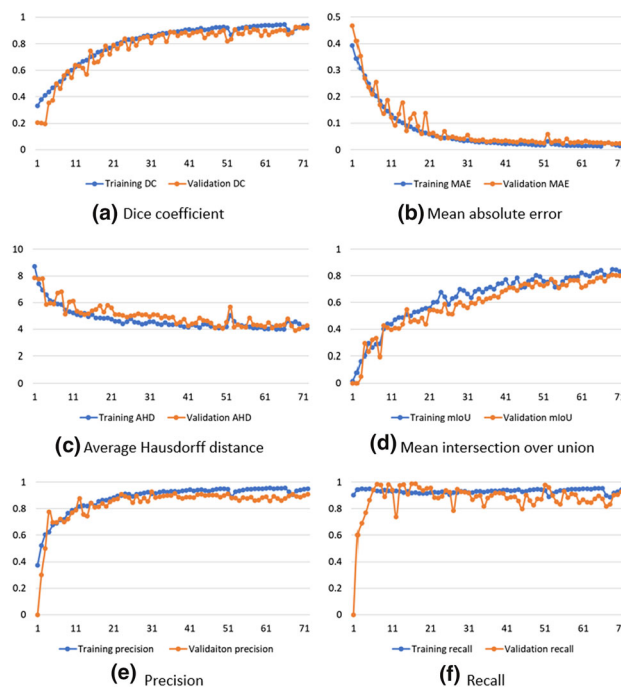 1
0.8
0.6
0.4
0.2
0
1 11 21 31 41 51 61 71
Triaining DC Validation DC
(a) Dice coefficient
0.5
0.4
0.3
0.2
0.1
0
1 11 21 31 41 51 61 71
Training MAE Validation MAE
(b) Mean absolute error
10
8
6
4
2
0
1 11 21 31 41 51 61 71
Training AHD Validation AHD
(c) Average Hausdorff distance
1
0.8
0.6
0.4
0.2
0
1 11 21 31 41 51 61 71
Training mIoU Validation mIoU
(d) Mean intersection over union
1
0.8
0.6
0.4
0.2
0
1 11 21 31 41 51 61 71
Training precision Validaiton precision
(e) Precision
1
0.8
0.6
0.4
0.2
0
1 11 21 31 41 51 61 71
Training recall Validation recall
(f) Recall